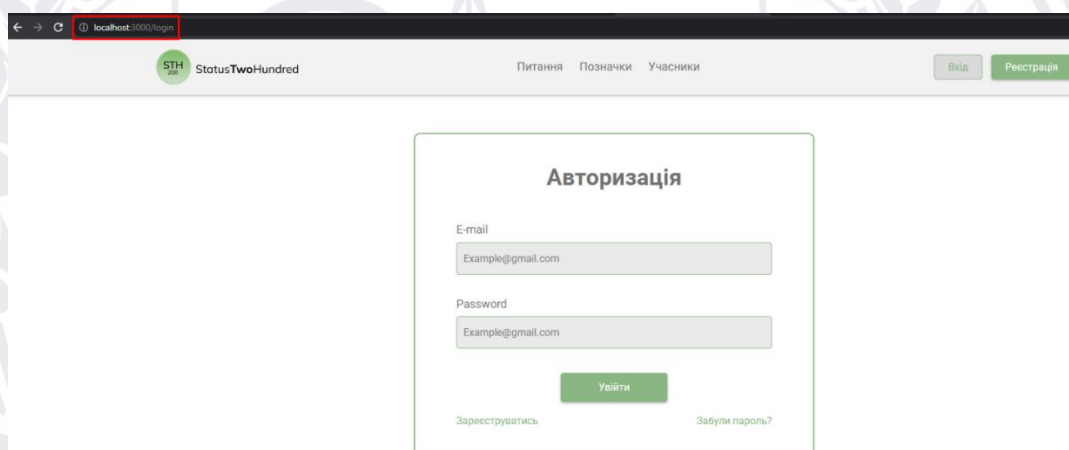 localhost:3000/login
STH
200
StatusTwoHundred
Питання Позначки Учасники
Вхід
Реєстрація
Авторизація
E-mail
Example@gmail.com
Password
Example@gmail.com
Увійти
Зареєструватись
Забули пароль?